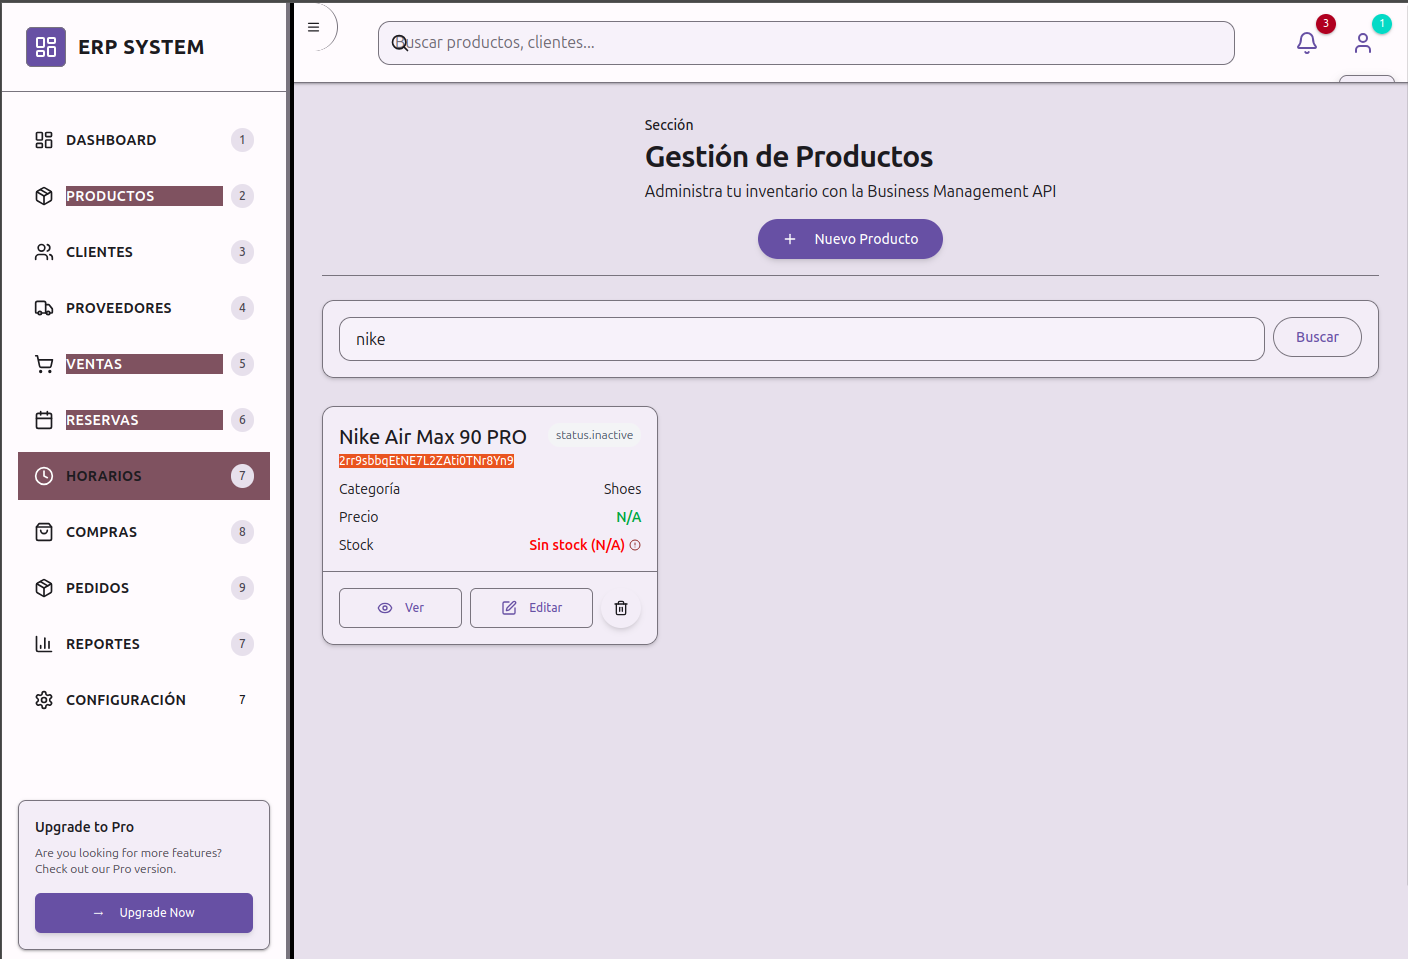 ERP SYSTEM
DASHBOARD 1
PRODUCTOS 2
CLIENTES 3
PROVEEDORES 4
VENTAS 5
RESERVAS 6
HORARIOS 7
COMPRAS 8
PEDIDOS 9
REPORTES 7
CONFIGURACIÓN 7
Upgrade to Pro
Are you looking for more features?
Check out our Pro version.
→ Upgrade Now
Buscar productos, clientes...
3
1
Sección
Gestión de Productos
Administra tu inventario con la Business Management API
+ Nuevo Producto
nike
Buscar
Nike Air Max 90 PRO status.inactive
2rr9sbbqEtNE7L2ZAti0TNr8Yn9
Categoría Shoes
Precio N/A
Stock Sin stock (N/A)
Ver Editar